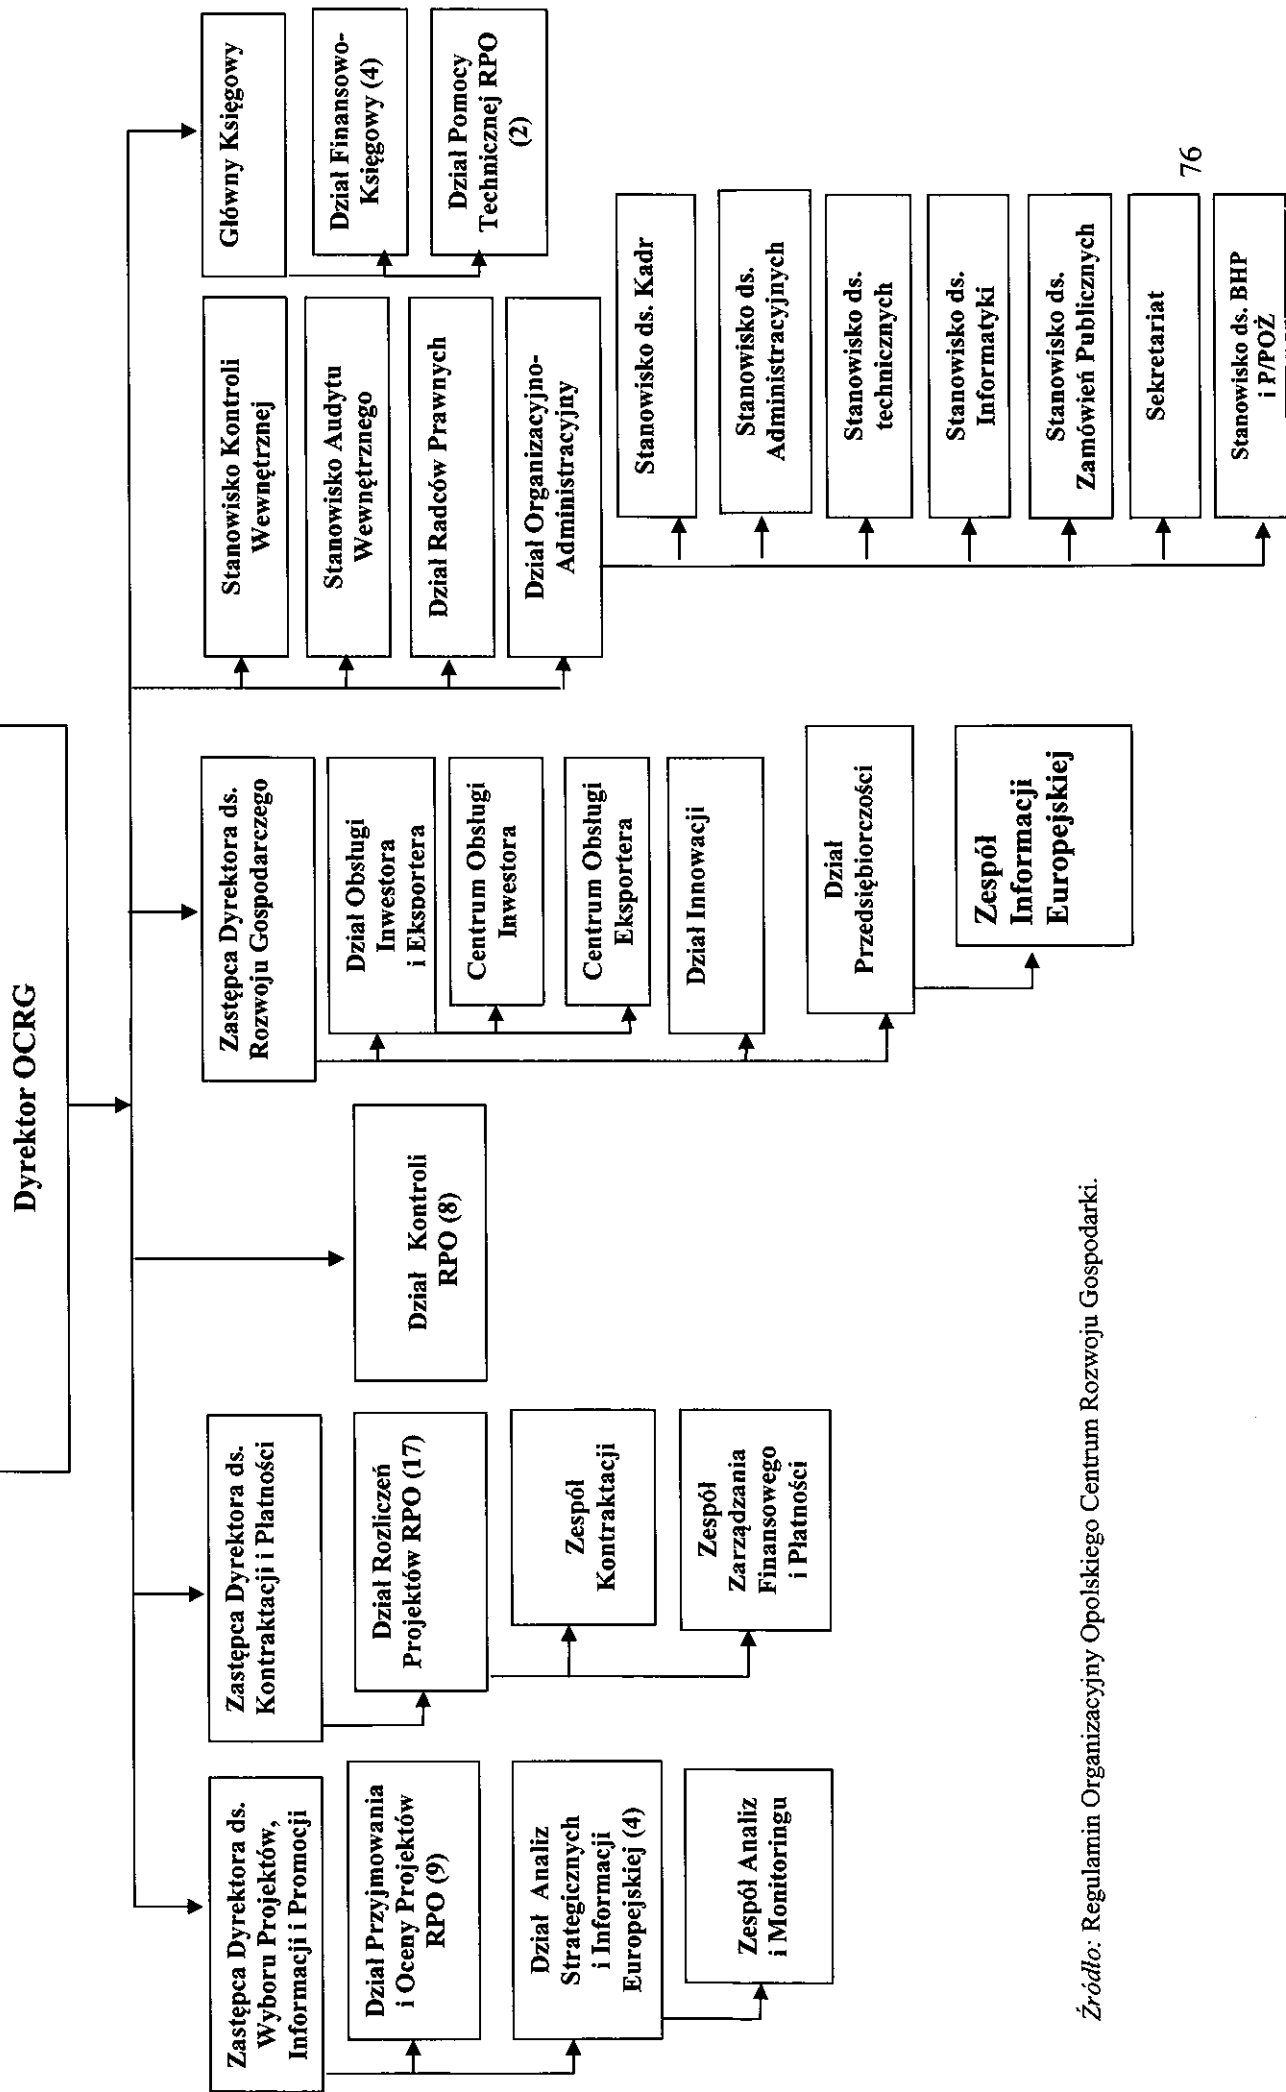 Dyrektor OCRG
Zastępca Dyrektora ds.
Wyboru Projektów,
Informacji i Promocji
Dział Przyjmowania
i Oceny Projektów
RPO (9)
Dział Analiz
Strategicznych
i Informacji
Europejskiej (4)
Zespół Analiz
i Monitoringu
Zastępca Dyrektora ds.
Kontraktacji i Płatności
Dział Rozliczeń
Projektów RPO (17)
Zespół
Kontraktacji
Zespół
Zarządzania
Finansowego
i Płatności
Dział Kontroli
RPO (8)
Zastępca Dyrektora ds.
Rozwoju Gospodarczego
Dział Obsługi
Inwestora
i Eksportera
Centrum Obsługi
Inwestora
Centrum Obsługi
Eksportera
Dział Innowacji
Dział
Przedsiębiorczości
Zespół
Informacji
Europejskiej
Stanowisko Kontroli
Wewnętrznej
Stanowisko Audytu
Wewnętrznego
Dział Radców Prawnych
Dział Organizacyjno-
Administracyjny
Stanowisko ds. Kadr
Stanowisko ds.
Administracyjnych
Stanowisko ds.
technicznych
Stanowisko ds.
Informatyki
Stanowisko ds.
Zamówień Publicznych
Sekretariat
Stanowisko ds. BHP
i P/POŻ
Główny Księgowy
Dział Finansowo-
Księgowy (4)
Dział Pomocy
Technicznej RPO
(2)
Źródło: Regulamin Organizacyjny Opolskiego Centrum Rozwoju Gospodarki.
76